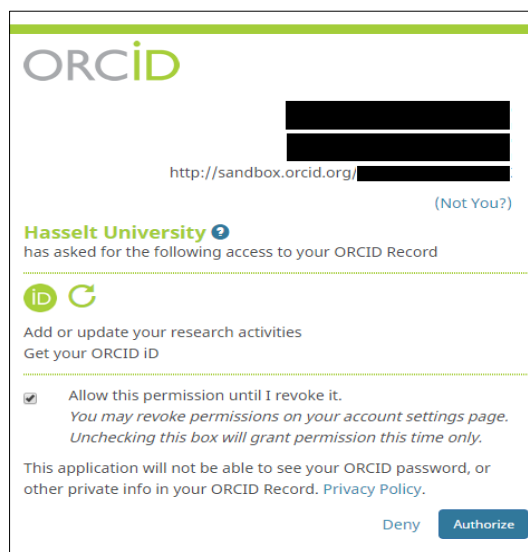 ORCiD
http://sandbox.orcid.org/
(Not You?)
Hasselt University ?
has asked for the following access to your ORCID Record
iD
Add or update your research activities
Get your ORCID iD
Allow this permission until I revoke it.
You may revoke permissions on your account settings page.
Unchecking this box will grant permission this time only.
This application will not be able to see your ORCID password, or
other private info in your ORCID Record. Privacy Policy.
Deny Authorize